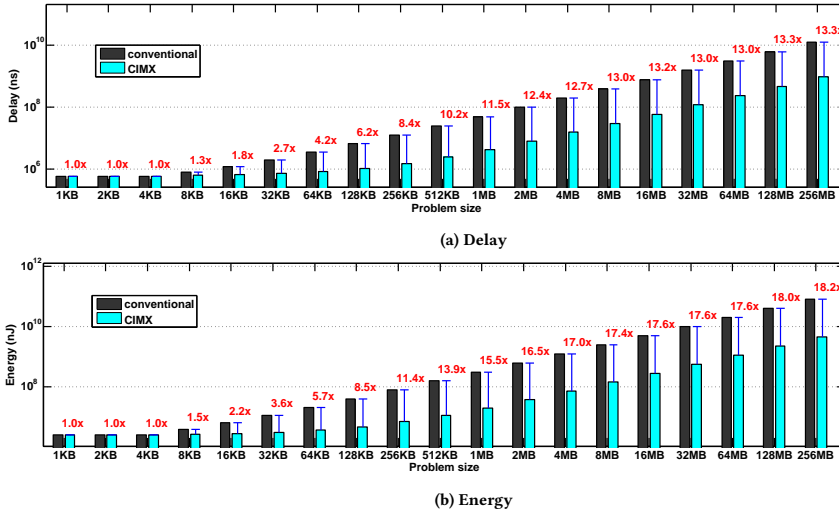 10^10
10^8
10^6
Delay (ns)
conventional
CIMX
1.0x 1.0x 1.0x 1.3x 1.8x 2.7x 4.2x 6.2x 8.4x 10.2x 11.5x 12.4x 12.7x 13.0x 13.2x 13.0x 13.0x 13.3x 13.3x
1KB 2KB 4KB 8KB 16KB 32KB 64KB 128KB 256KB 512KB 1MB 2MB 4MB 8MB 16MB 32MB 64MB 128MB 256MB
Problem size
(a) Delay
10^12
10^10
10^8
Energy (nJ)
conventional
CIMX
1.0x 1.0x 1.0x 1.5x 2.2x 3.6x 5.7x 8.5x 11.4x 13.9x 15.5x 16.5x 17.0x 17.4x 17.6x 17.6x 17.6x 18.0x 18.2x
1KB 2KB 4KB 8KB 16KB 32KB 64KB 128KB 256KB 512KB 1MB 2MB 4MB 8MB 16MB 32MB 64MB 128MB 256MB
Problem size
(b) Energy